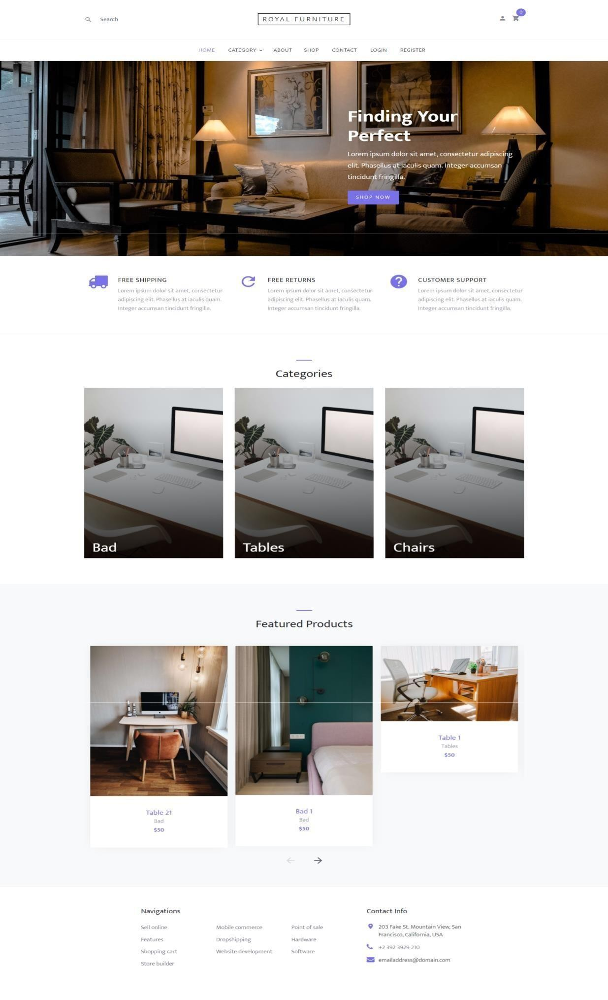 Search
ROYAL FURNITURE
0
HOME CATEGORY ABOUT SHOP CONTACT LOGIN REGISTER
Finding Your
Perfect
Lorem ipsum dolor sit amet, consectetur adipiscing
elit. Phasellus at iaculis quam. Integer accumsan
tincidunt fringilla.
SHOP NOW
FREE SHIPPING
Lorem ipsum dolor sit amet, consectetur
adipiscing elit. Phasellus at iaculis quam.
Integer accumsan tincidunt fringilla.
FREE RETURNS
Lorem ipsum dolor sit amet, consectetur
adipiscing elit. Phasellus at iaculis quam.
Integer accumsan tincidunt fringilla.
CUSTOMER SUPPORT
Lorem ipsum dolor sit amet, consectetur
adipiscing elit. Phasellus at iaculis quam.
Integer accumsan tincidunt fringilla.
Categories
Bad
Tables
Chairs
Featured Products
Table 21
Bad
$50
Bad 1
Bad
$50
Table 1
Tables
$50
Navigations
Sell online
Features
Shopping cart
Store builder
Mobile commerce
Dropshipping
Website development
Point of sale
Hardware
Software
Contact Info
203 Fake St. Mountain View, San
Francisco, California, USA
+2 392 3929 210
emailaddress@domain.com